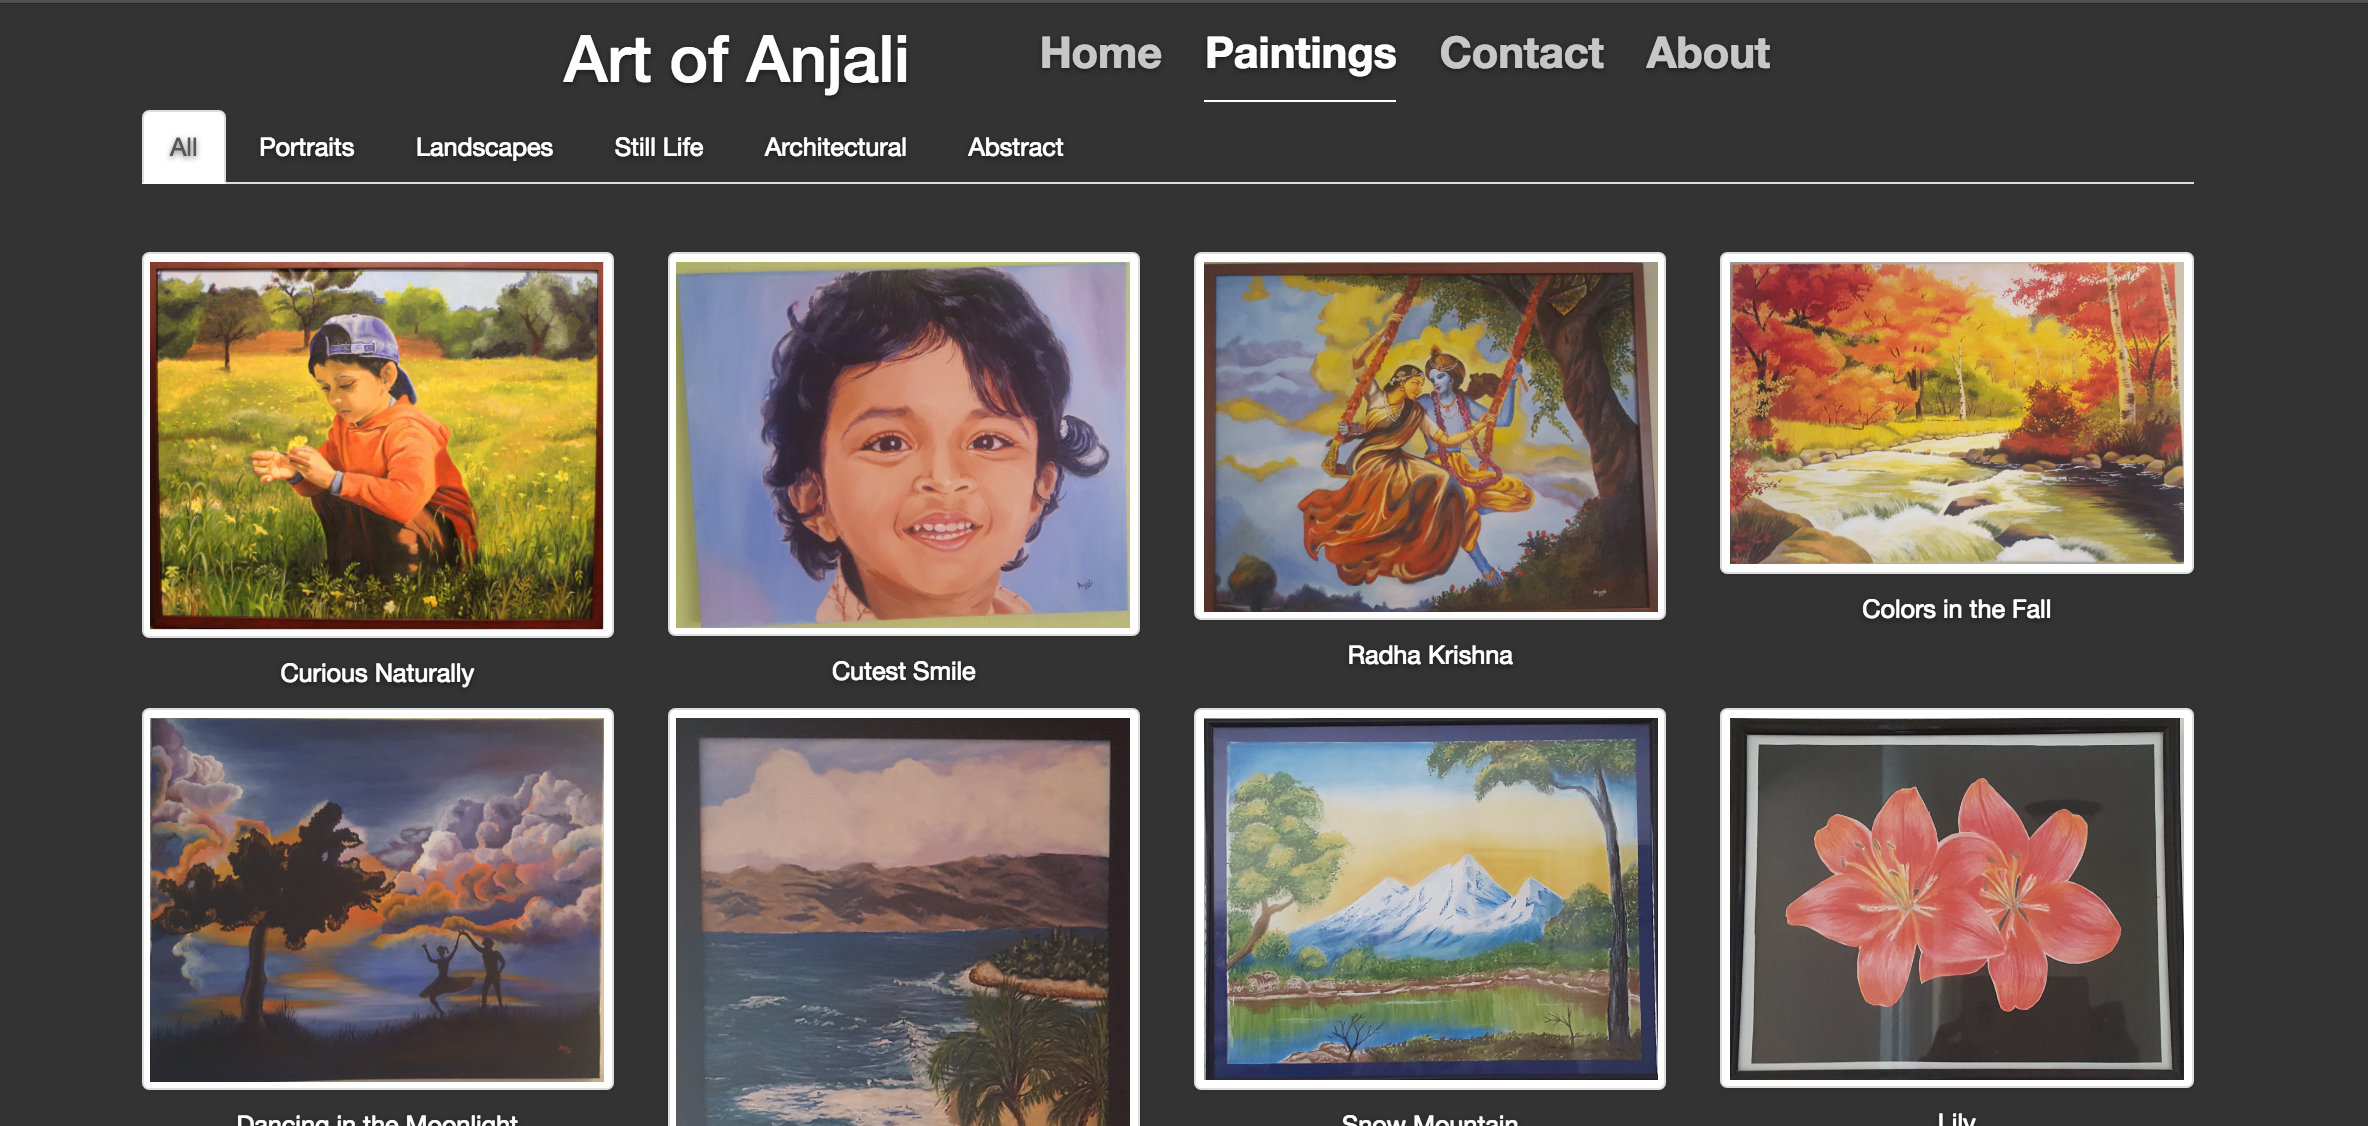 Art of Anjali
Home Paintings Contact About
All Portraits Landscapes Still Life Architectural Abstract
Curious Naturally
Cutest Smile
Radha Krishna
Colors in the Fall
Dancing in the Moonlight
Snow Mountain
Lily